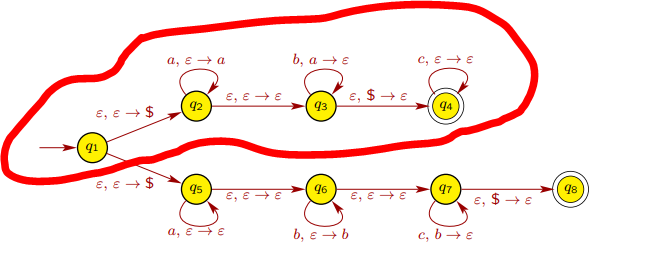 a, ε → a
b, a → ε
c, ε → ε
q2
ε, ε → ε
q3
ε, $ → ε
q4
ε, ε → $
q1
ε, ε → $
q5
ε, ε → ε
q6
ε, ε → ε
q7
ε, $ → ε
q8
a, ε → ε
b, ε → b
c, b → ε